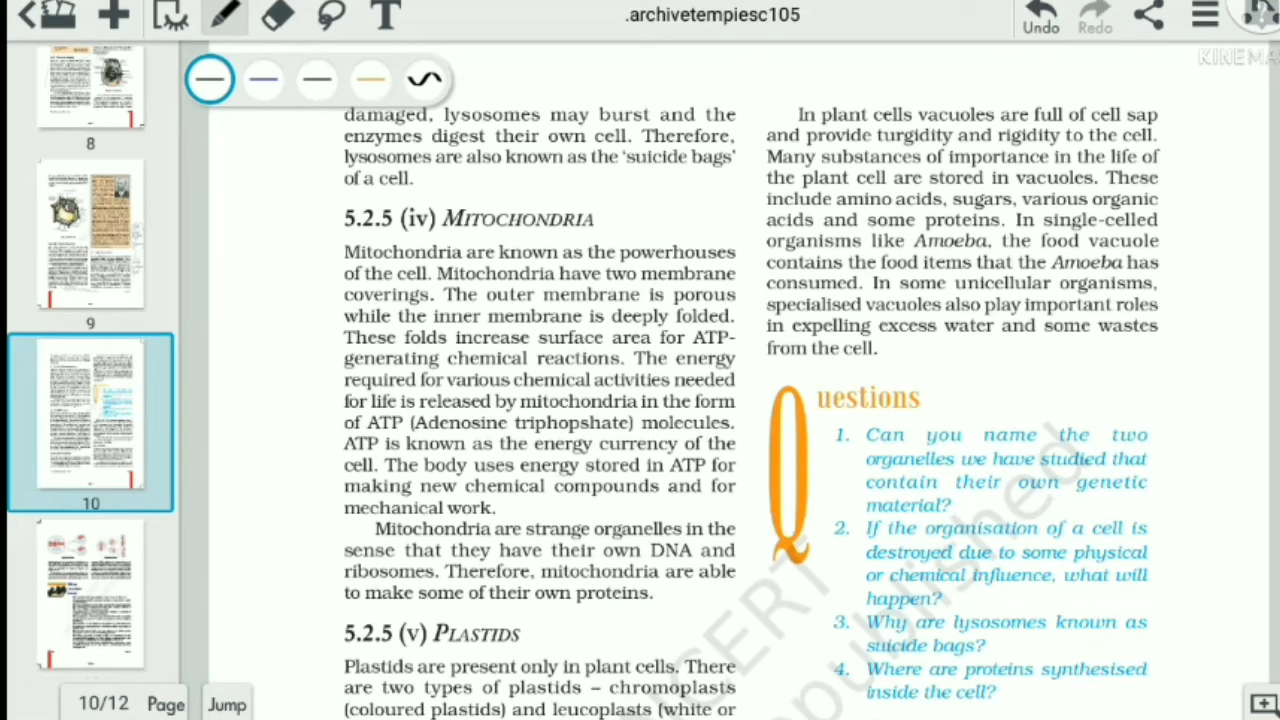 .archivetempiesc105
Undo
Redo
KINEMA
8
9
10
10/12 Page
Jump
damaged, lysosomes may burst and the
enzymes digest their own cell. Therefore,
lysosomes are also known as the ‘suicide bags’
of a cell.
5.2.5 (iv) MITOCHONDRIA
Mitochondria are known as the powerhouses
of the cell. Mitochondria have two membrane
coverings. The outer membrane is porous
while the inner membrane is deeply folded.
These folds increase surface area for ATP-
generating chemical reactions. The energy
required for various chemical activities needed
for life is released by mitochondria in the form
of ATP (Adenosine triphopshate) molecules.
ATP is known as the energy currency of the
cell. The body uses energy stored in ATP for
making new chemical compounds and for
mechanical work.
Mitochondria are strange organelles in the
sense that they have their own DNA and
ribosomes. Therefore, mitochondria are able
to make some of their own proteins.
5.2.5 (v) PLASTIDS
Plastids are present only in plant cells. There
are two types of plastids – chromoplasts
(coloured plastids) and leucoplasts (white or
In plant cells vacuoles are full of cell sap
and provide turgidity and rigidity to the cell.
Many substances of importance in the life of
the plant cell are stored in vacuoles. These
include amino acids, sugars, various organic
acids and some proteins. In single-celled
organisms like Amoeba, the food vacuole
contains the food items that the Amoeba has
consumed. In some unicellular organisms,
specialised vacuoles also play important roles
in expelling excess water and some wastes
from the cell.
Questions
1. Can you name the two
organelles we have studied that
contain their own genetic
material?
2. If the organisation of a cell is
destroyed due to some physical
or chemical influence, what will
happen?
3. Why are lysosomes known as
suicide bags?
4. Where are proteins synthesised
inside the cell?